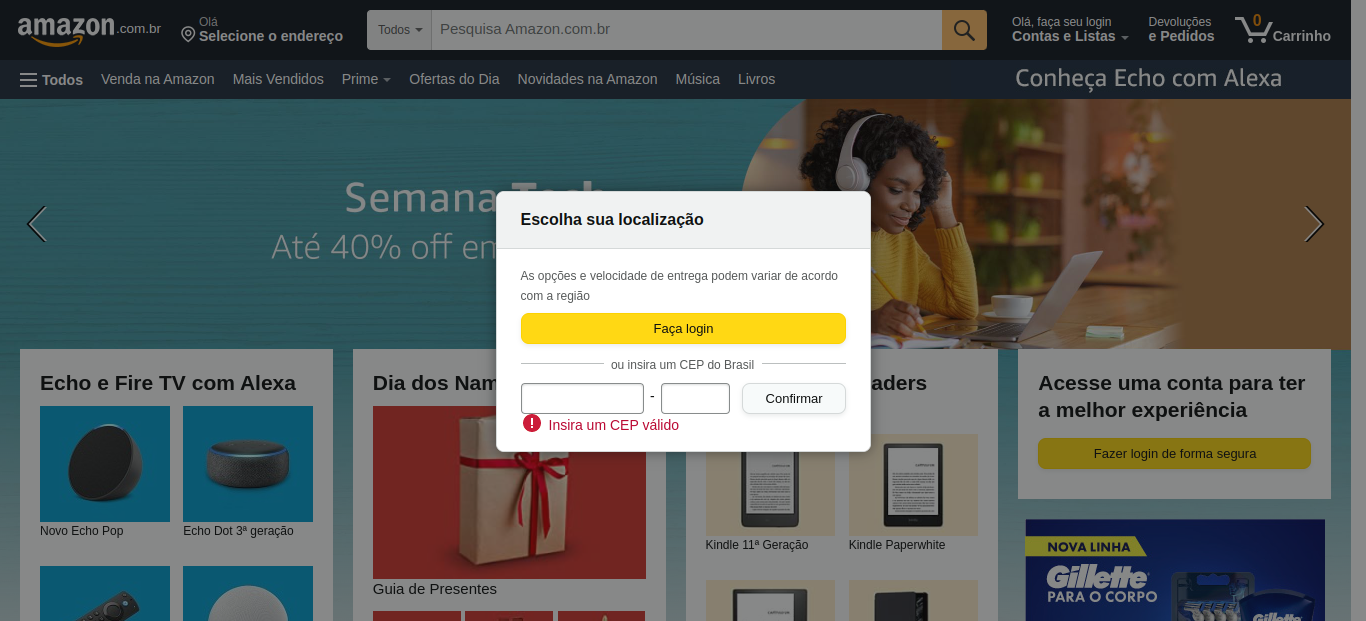 amazon.com.br
Olá
Selecione o endereço
Todos
Pesquisa Amazon.com.br
Olá, faça seu login
Contas e Listas
Devoluções
e Pedidos
0
Carrinho
Todos
Venda na Amazon
Mais Vendidos
Prime
Ofertas do Dia
Novidades na Amazon
Música
Livros
Conheça Echo com Alexa
Semana Tech
Até 40% off em
Escolha sua localização
As opções e velocidade de entrega podem variar de acordo
com a região
Faça login
ou insira um CEP do Brasil
-
Confirmar
! Insira um CEP válido
Echo e Fire TV com Alexa
Novo Echo Pop
Echo Dot 3ª geração
Dia dos Nam
Guia de Presentes
aders
Kindle 11ª Geração
Kindle Paperwhite
Acesse uma conta para ter
a melhor experiência
Fazer login de forma segura
NOVA LINHA
Gillette
PARA O CORPO
Gillette